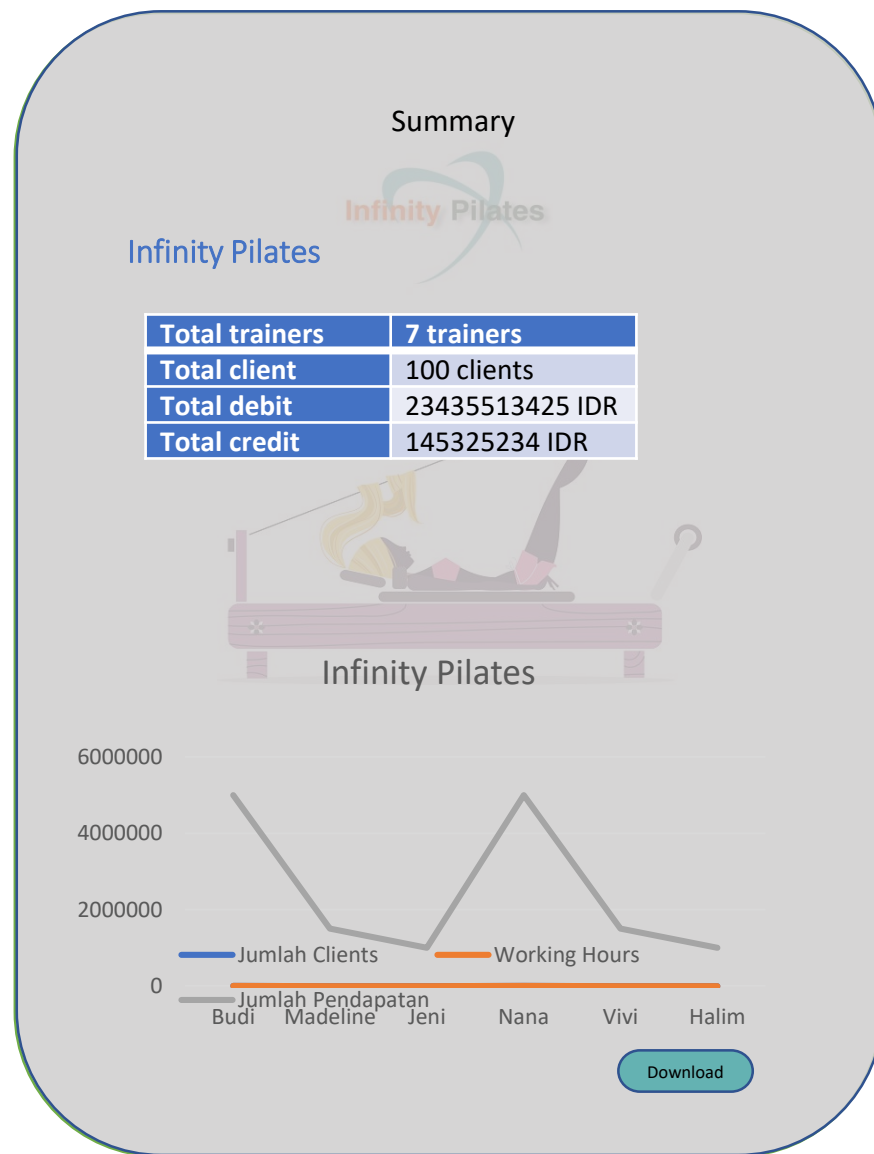 Summary
Infinity Pilates
Infinity Pilates
Total trainers 7 trainers
Total client 100 clients
Total debit 23435513425 IDR
Total credit 145325234 IDR
Infinity Pilates
6000000
4000000
2000000
Jumlah Clients Working Hours
0
Jumlah Pendapatan
Budi Madeline Jeni Nana Vivi Halim
Download